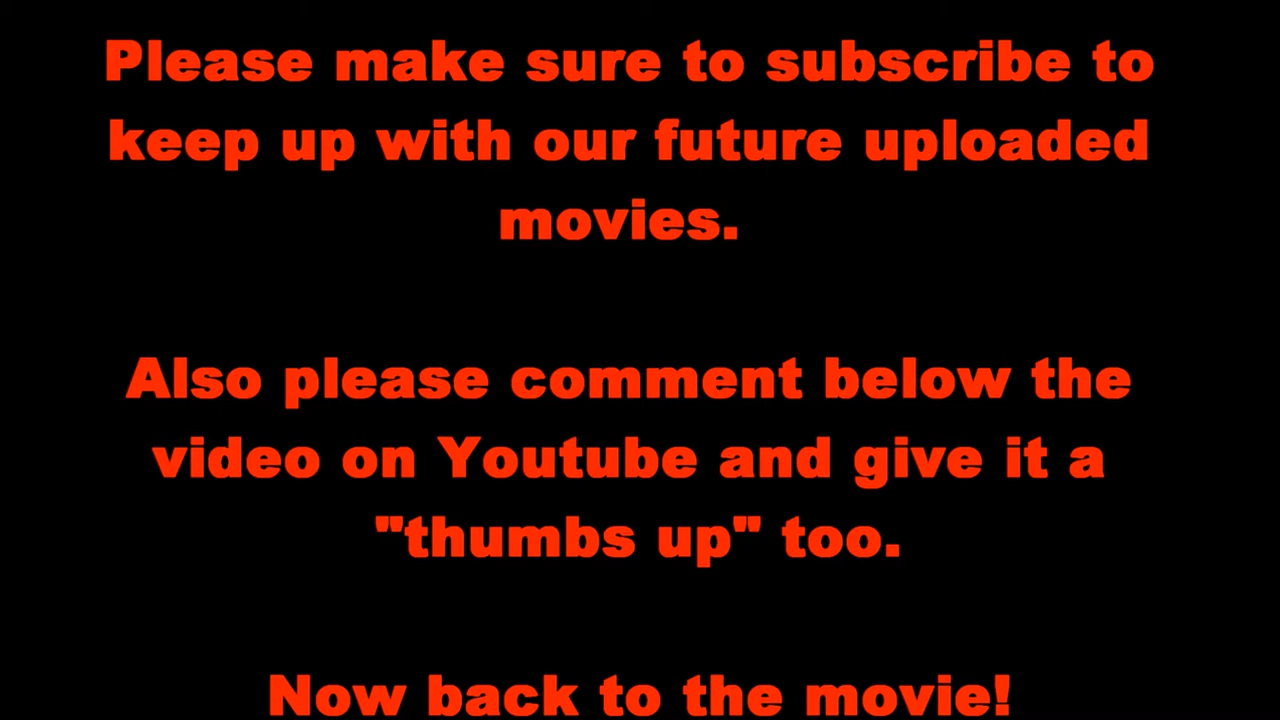 Please make sure to subscribe to
keep up with our future uploaded
movies.
Also please comment below the
video on Youtube and give it a
"thumbs up" too.
Now back to the movie!